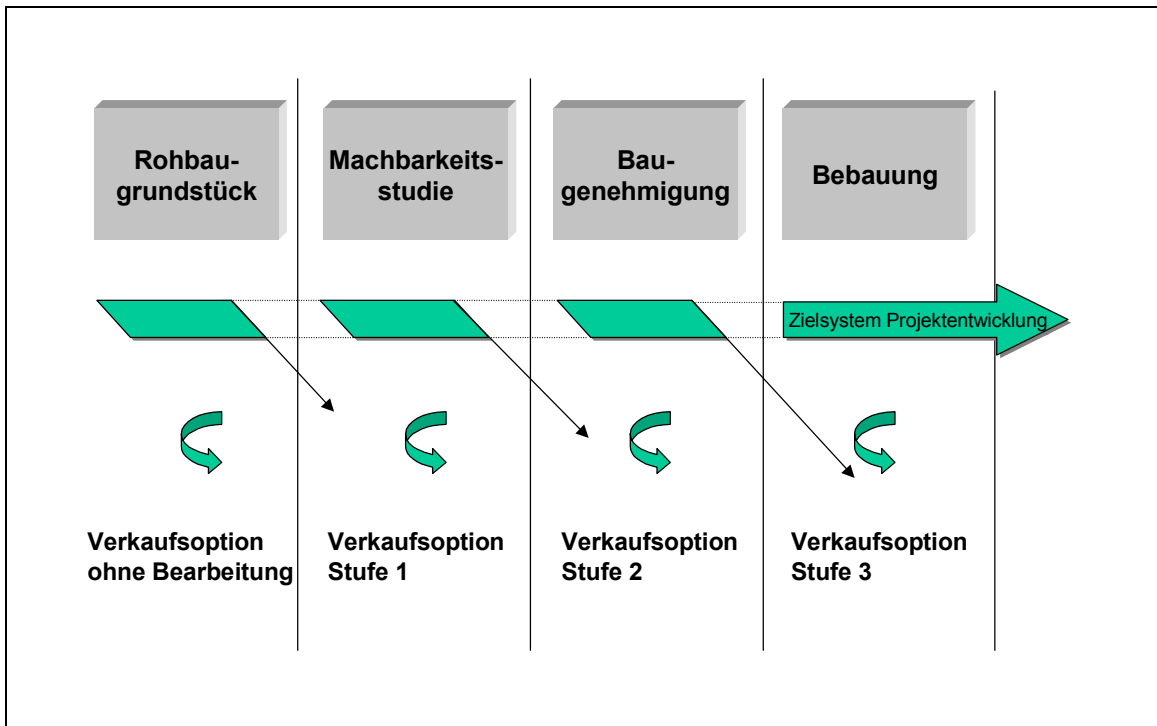 Rohbau-
grundstück
Machbarkeits-
studie
Bau-
genehmigung
Bebauung
Zielsystem Projektentwicklung
Verkaufsoption
ohne Bearbeitung
Verkaufsoption
Stufe 1
Verkaufsoption
Stufe 2
Verkaufsoption
Stufe 3